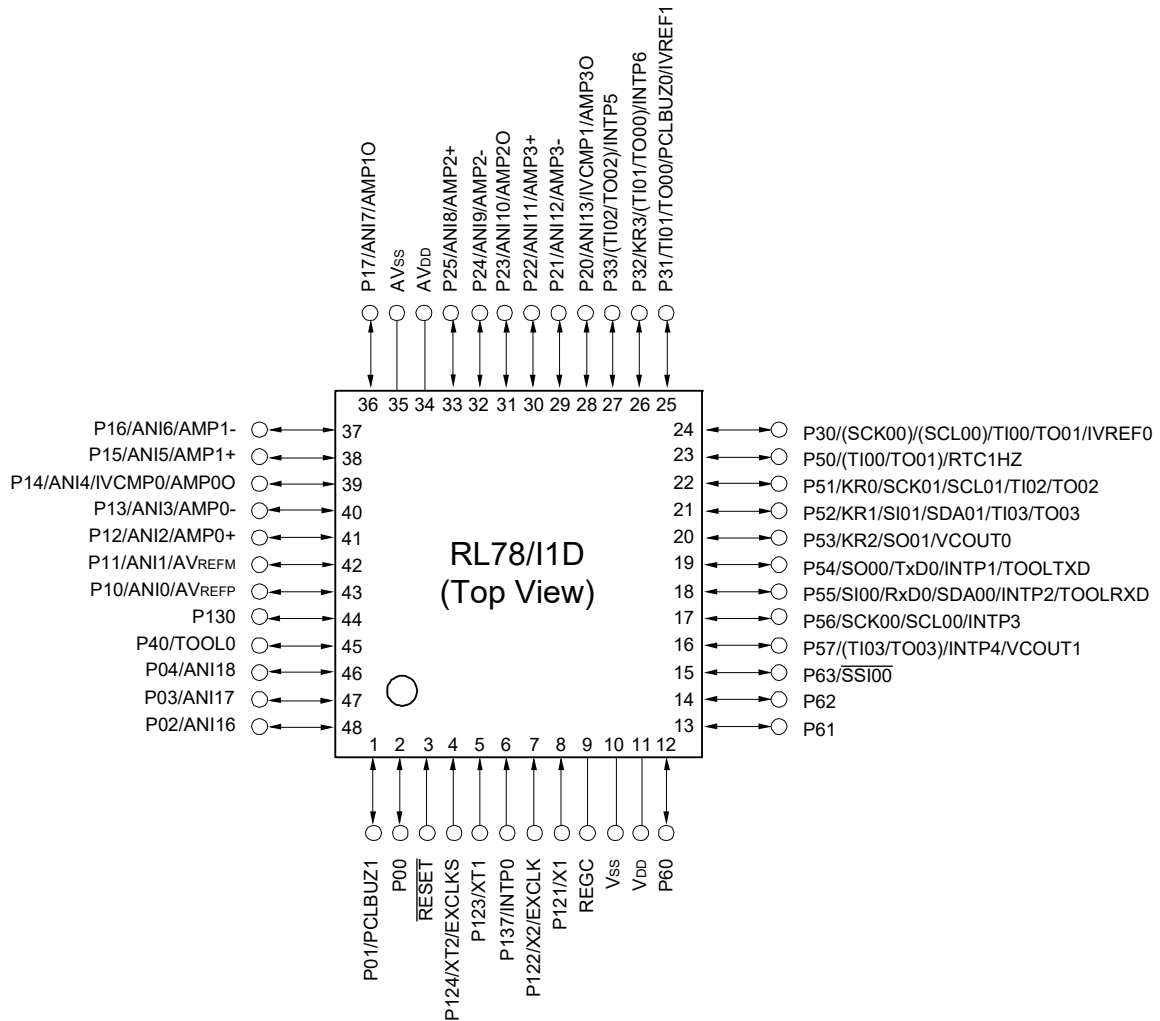 P17/ANI7/AMP1O
AVSS
AVDD
P25/ANI8/AMP2+
P24/ANI9/AMP2-
P23/ANI10/AMP2O
P22/ANI11/AMP3+
P21/ANI12/AMP3-
P20/ANI13/IVCMP1/AMP3O
P33/(TI02/TO02)/INTP5
P32/KR3/(TI01/TO00)/INTP6
P31/TI01/TO00/PCLBUZ0/IVREF1
36 35 34 33 32 31 30 29 28 27 26 25
P16/ANI6/AMP1- 37
P15/ANI5/AMP1+ 38
P14/ANI4/IVCMP0/AMP0O 39
P13/ANI3/AMP0- 40
P12/ANI2/AMP0+ 41
P11/ANI1/AVREFM 42
P10/ANI0/AVREFP 43
P130 44
P40/TOOL0 45
P04/ANI18 46
P03/ANI17 47
P02/ANI16 48
RL78/I1D
(Top View)
24 P30/(SCK00)/(SCL00)/TI00/TO01/IVREF0
23 P50/(TI00/TO01)/RTC1HZ
22 P51/KR0/SCK01/SCL01/TI02/TO02
21 P52/KR1/SI01/SDA01/TI03/TO03
20 P53/KR2/SO01/VCOUT0
19 P54/SO00/TxD0/INTP1/TOOLTXD
18 P55/SI00/RxD0/SDA00/INTP2/TOOLRXD
17 P56/SCK00/SCL00/INTP3
16 P57/(TI03/TO03)/INTP4/VCOUT1
15 P63/SSI00
14 P62
13 P61
1 2 3 4 5 6 7 8 9 10 11 12
P01/PCLBUZ1
P00
RESET
P124/XT2/EXCLKS
P123/XT1
P137/INTP0
P122/X2/EXCLK
P121/X1
REGC
VSS
VDD
P60